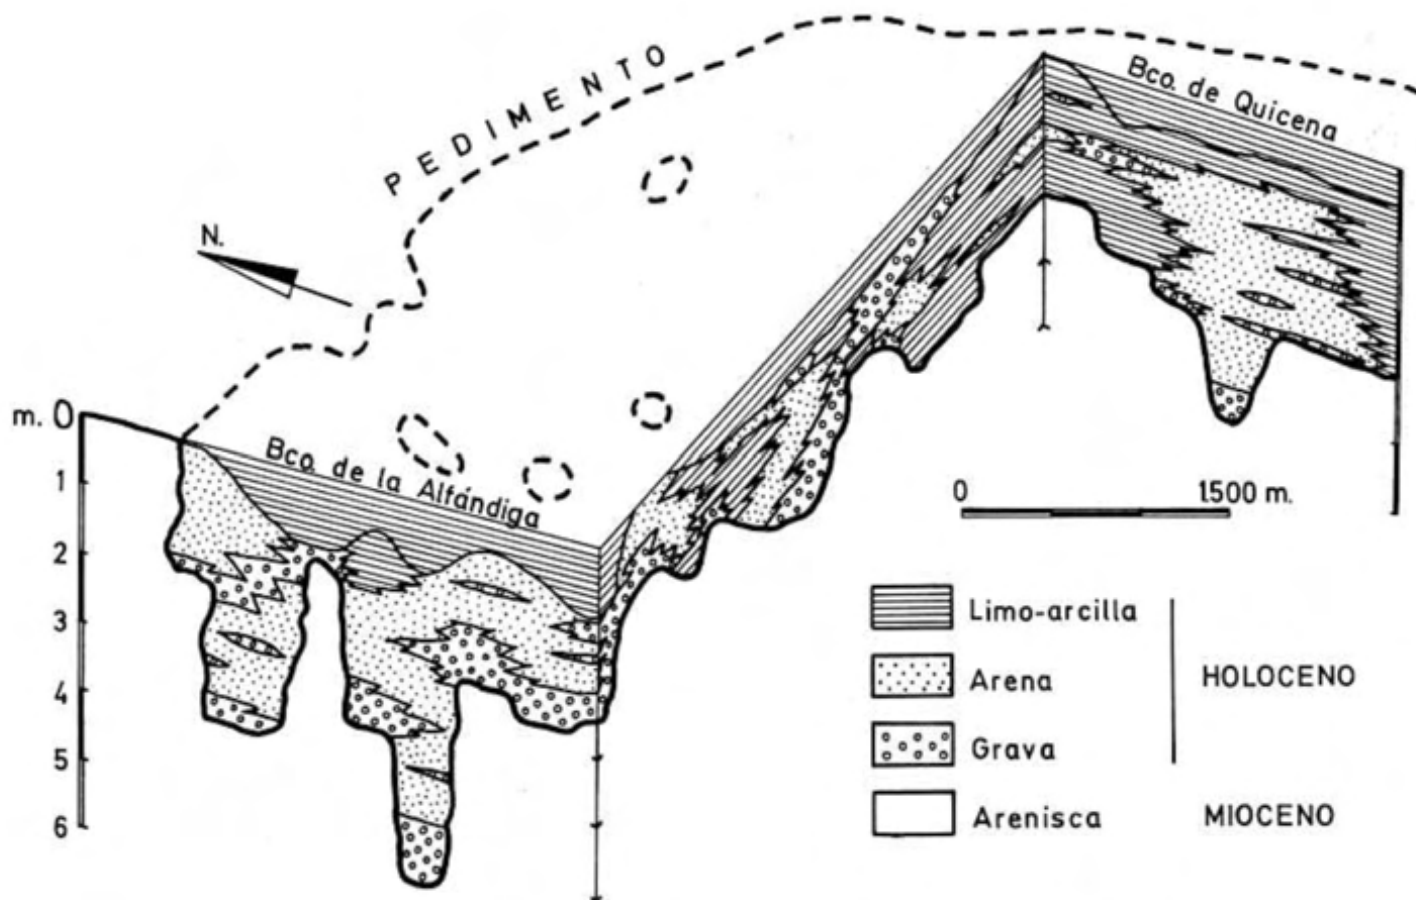 PEDIMENTO
Bco. de Quicena
N.
m. 0
Bco. de la Alfándiga
1
2
3
4
5
6
0 1500 m.
Limo-arcilla
Arena
HOLOCENO
Grava
Arenisca MIOCENO